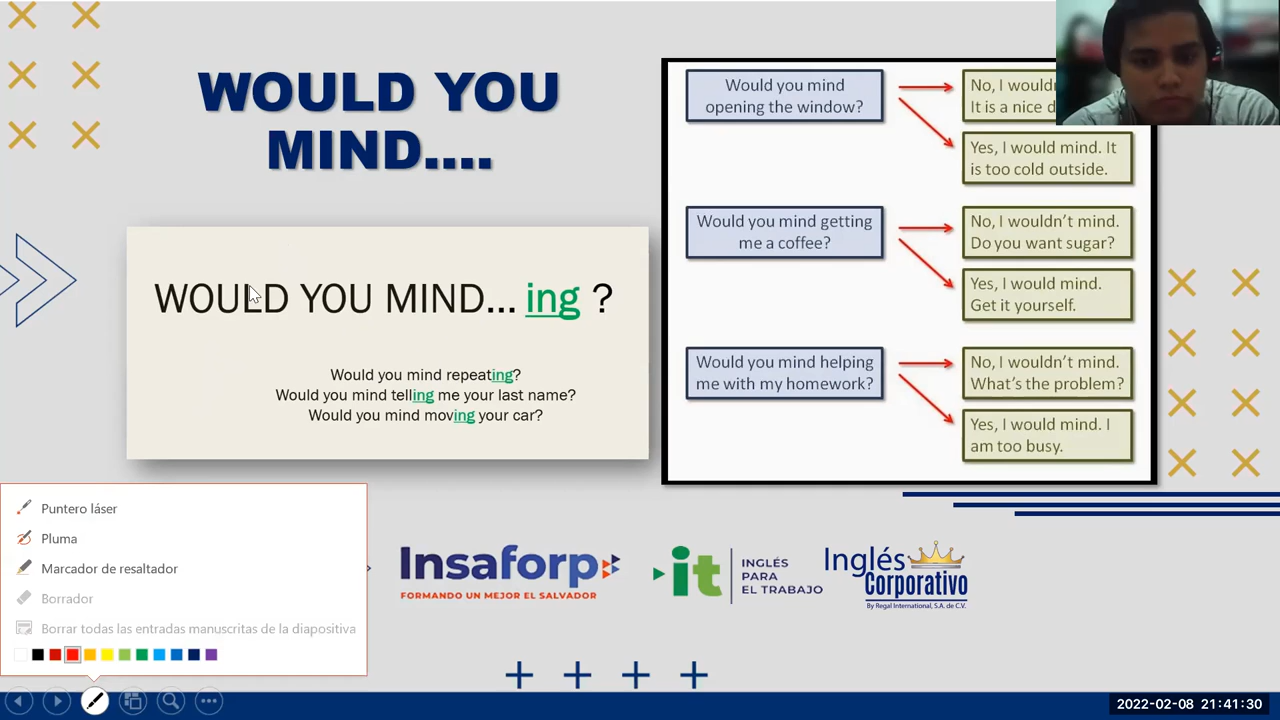 WOULD YOU
MIND....
WOULD YOU MIND... ing ?
Would you mind repeating?
Would you mind telling me your last name?
Would you mind moving your car?
Would you mind
opening the window?
No, I
It is a nice
Yes, I would mind. It
is too cold outside.
Would you mind getting
me a coffee?
No, I wouldn't mind.
Do you want sugar?
Yes, I would mind.
Get it yourself.
Would you mind helping
me with my homework?
No, I wouldn't mind.
What's the problem?
Yes, I would mind. I
am too busy.
Puntero láser
Pluma
Marcador de resaltador
Borrador
Borrar todas las entradas manuscritas de la diapositiva
Insaforp
FORMANDO UN MEJOR EL SALVADOR
it
INGLÉS
PARA
EL TRABAJO
Inglés
Corporativo
By Regal International, S.A. de C.V.
2022-02-08 21:41:30